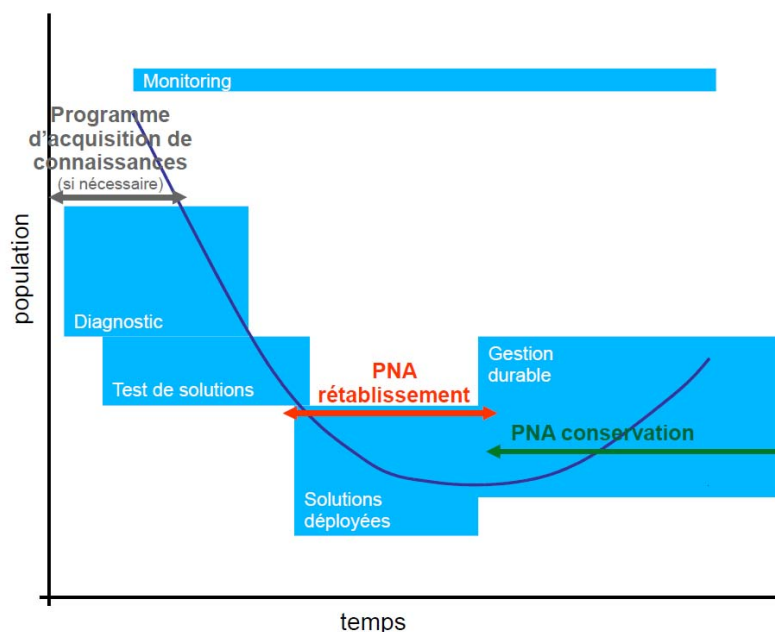 Monitoring
Programme
d'acquisition de
connaissances
(si nécessaire)
population
Diagnostic
Test de solutions
PNA
rétablissement
Gestion
durable
PNA conservation
Solutions
déployées
temps